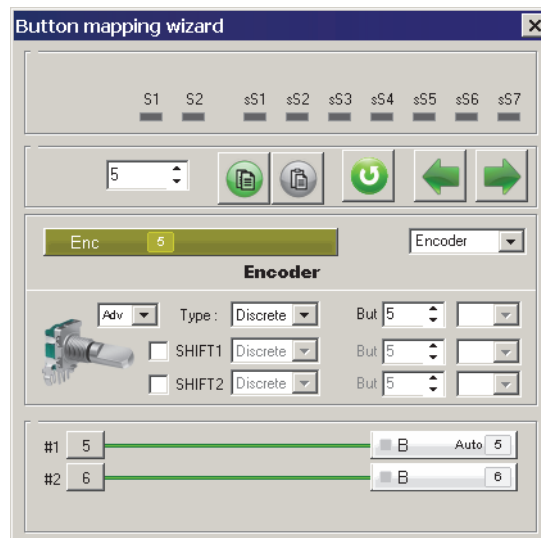 Button mapping wizard
S1 S2 sS1 sS2 sS3 sS4 sS5 sS6 sS7
5
Enc 5 Encoder
Encoder
Adv Type : Discrete But 5
SHIFT1 Discrete But 5
SHIFT2 Discrete But 5
#1 5 B Auto 5
#2 6 B 6